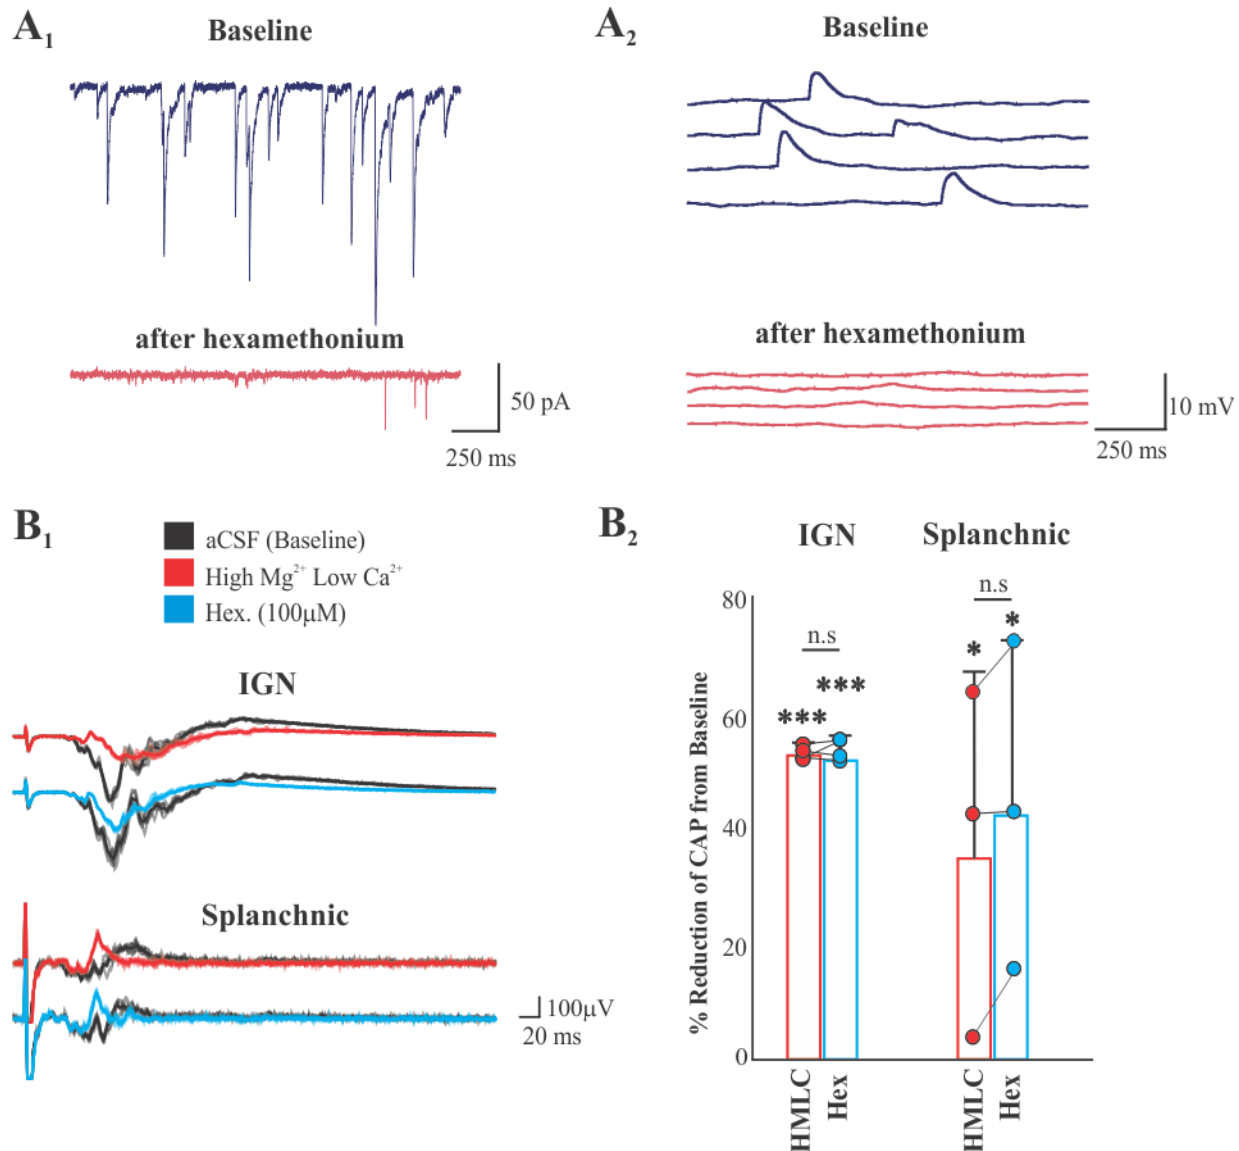 A1
Baseline
after hexamethonium
50 pA
250 ms
A2
Baseline
after hexamethonium
10 mV
250 ms
B1
aCSF (Baseline)
High Mg²⁺ Low Ca²⁺
Hex. (100μM)
IGN
Splanchnic
100μV
20 ms
B2
IGN
Splanchnic
n.s
n.s
*
*
***
***
% Reduction of CAP from Baseline
80
60
40
20
0
HMLC
Hex
HMLC
Hex